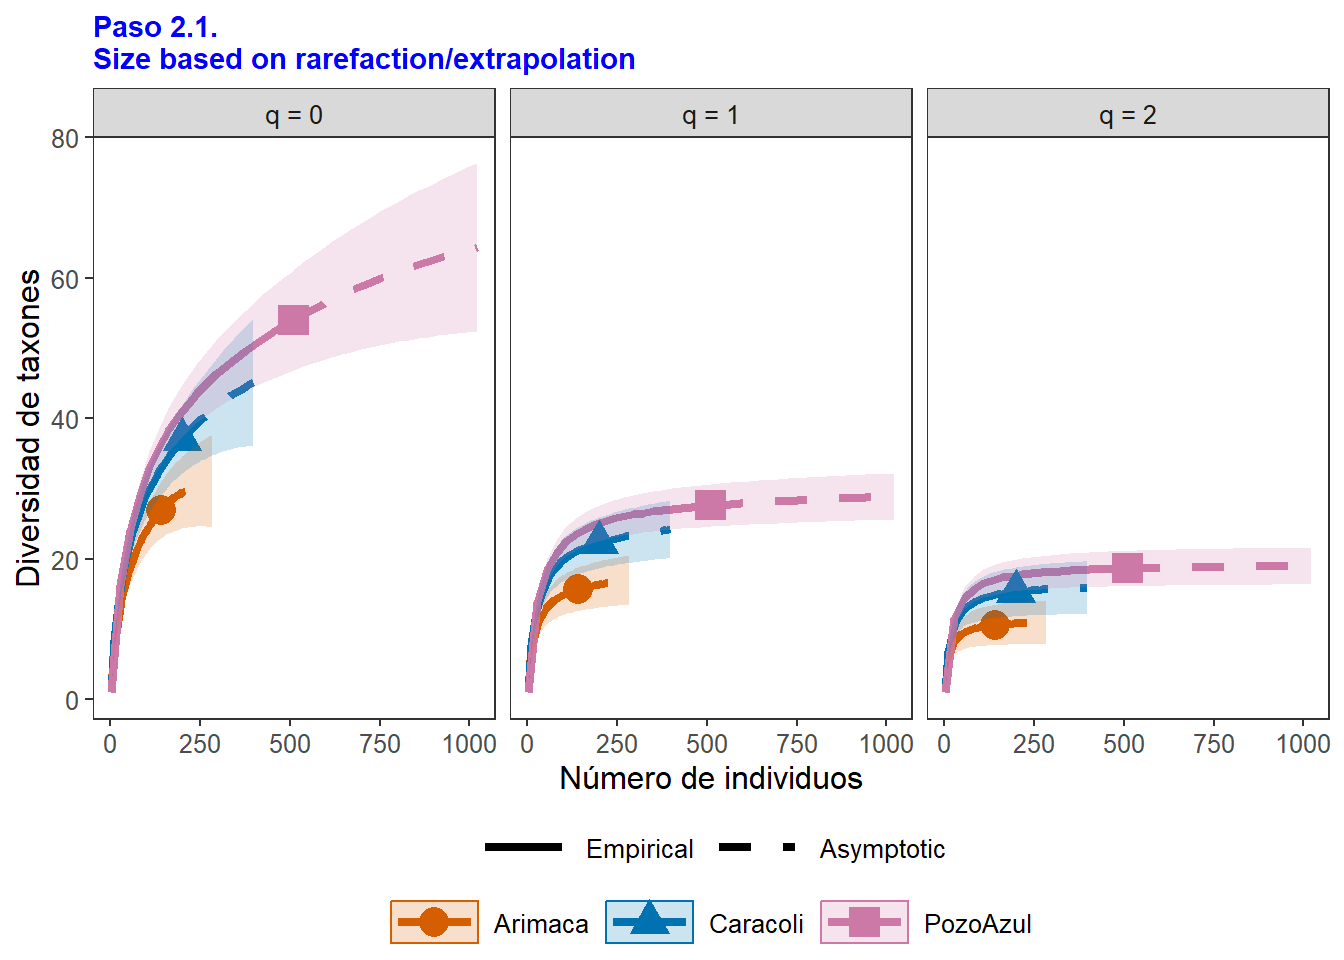 Paso 2.1.
Size based on rarefaction/extrapolation
q = 0
q = 1
q = 2
80
60
40
20
0
Diversidad de taxones
0 250 500 750 1000
0 250 500 750 1000
0 250 500 750 1000
Número de individuos
Empirical Asymptotic
Arimaca Caracoli PozoAzul